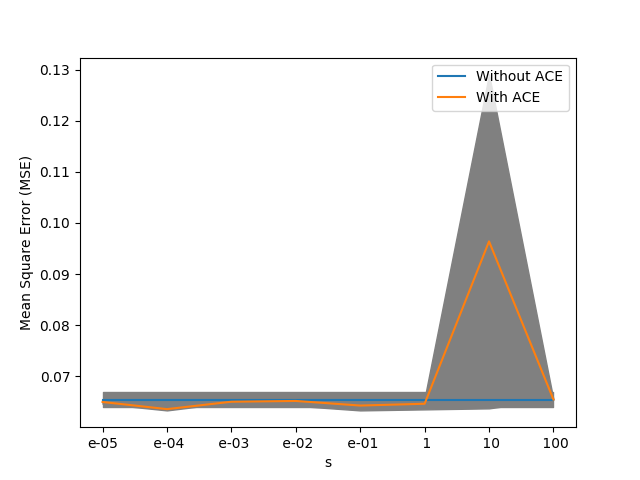 Without ACE
With ACE
0.13
0.12
0.11
0.10
0.09
0.08
0.07
Mean Square Error (MSE)
e-05 e-04 e-03 e-02 e-01 1 10 100
s